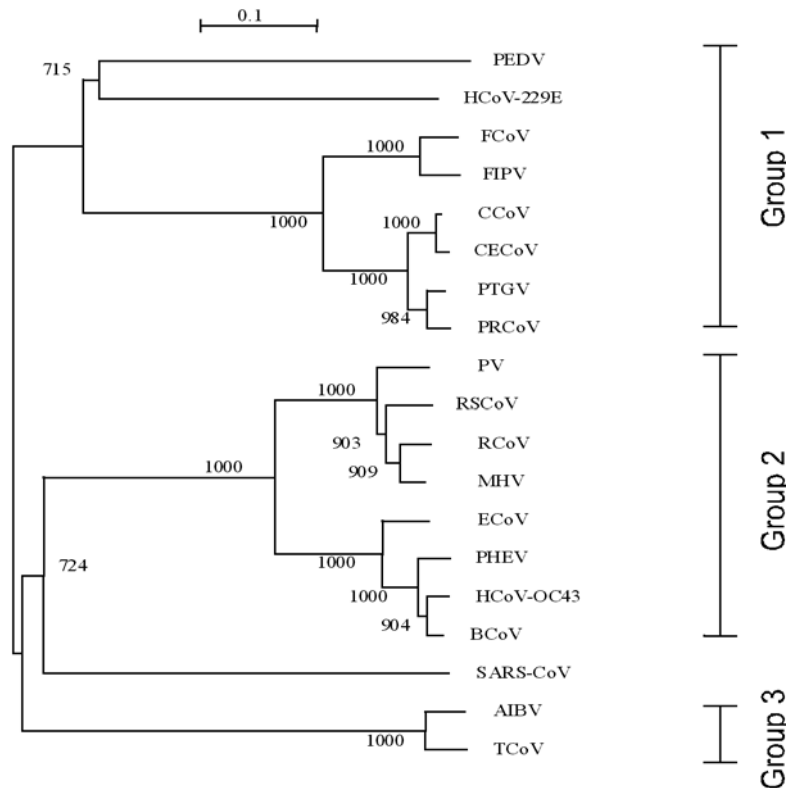 0.1
PEDV
715
HCoV-229E
FCoV
1000
FIPV
CCoV
1000
1000
CECoV
1000
PTGV
984
PRCoV
Group 1
PV
1000
RSCoV
903
RCoV
909
MHV
1000
ECoV
1000
PHEV
724
1000
HCoV-OC43
904
BCoV
Group 2
SARS-CoV
AIBV
1000
TCoV
Group 3